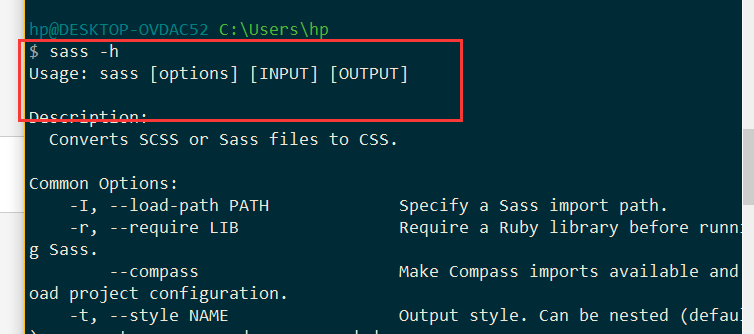 hp@DESKTOP-OVDAC52 C:\Users\hp
$ sass -h
Usage: sass [options] [INPUT] [OUTPUT]
Description:
Converts SCSS or Sass files to CSS.
Common Options:
-I, --load-path PATH Specify a Sass import path.
-r, --require LIB Require a Ruby library before runni
g Sass.
--compass Make Compass imports available and
oad project configuration.
-t, --style NAME Output style. Can be nested (defau